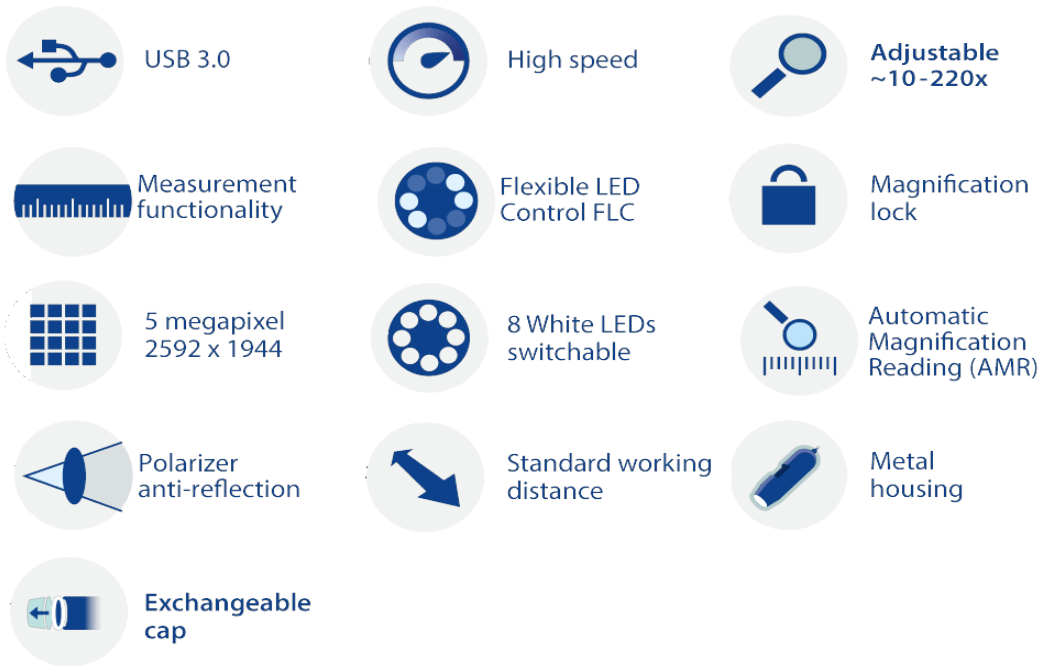 USB 3.0
High speed
Adjustable
~10-220x
Measurement
functionality
Flexible LED
Control FLC
Magnification
lock
5 megapixel
2592 x 1944
8 White LEDs
switchable
Automatic
Magnification
Reading (AMR)
Polarizer
anti-reflection
Standard working
distance
Metal
housing
Exchangeable
cap